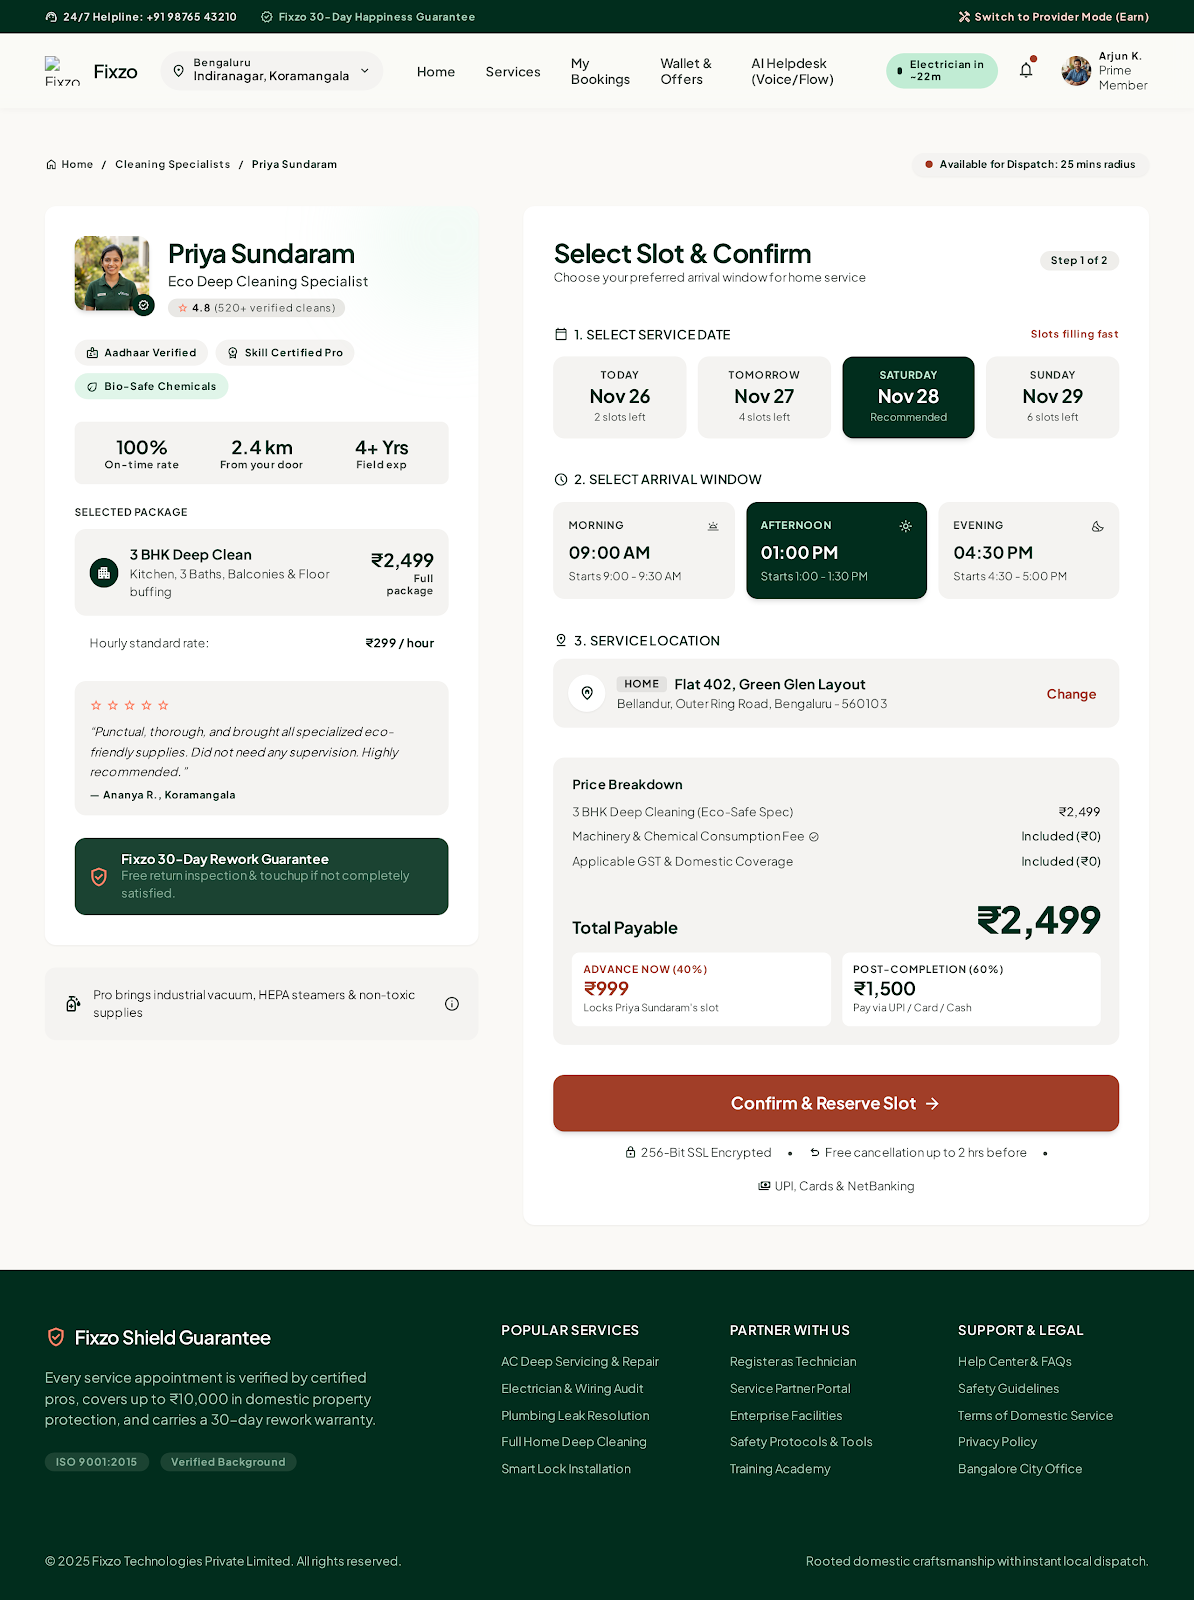 24/7 Helpline: +91 98765 43210
Fixzo 30-Day Happiness Guarantee
Switch to Provider Mode (Earn)
Fixzo
Fixzo
Bengaluru
Indiranagar, Koramangala
Home
Services
My
Bookings
Wallet &
Offers
AI Helpdesk
(Voice/Flow)
Electrician in
~22m
Arjun K.
Prime
Member
Home / Cleaning Specialists / Priya Sundaram
Available for Dispatch: 25 mins radius
Priya Sundaram
Eco Deep Cleaning Specialist
4.8 (520+ verified cleans)
Aadhaar Verified
Skill Certified Pro
Bio-Safe Chemicals
100%
On-time rate
2.4 km
From your door
4+ Yrs
Field exp
SELECTED PACKAGE
3 BHK Deep Clean
Kitchen, 3 Baths, Balconies & Floor
buffing
₹2,499
Full
package
Hourly standard rate:
₹299 / hour
"Punctual, thorough, and brought all specialized eco-
friendly supplies. Did not need any supervision. Highly
recommended."
— Ananya R., Koramangala
Fixzo 30-Day Rework Guarantee
Free return inspection & touchup if not completely
satisfied.
Pro brings industrial vacuum, HEPA steamers & non-toxic
supplies
Select Slot & Confirm
Choose your preferred arrival window for home service
Step 1 of 2
1. SELECT SERVICE DATE
Slots filling fast
TODAY
Nov 26
2 slots left
TOMORROW
Nov 27
4 slots left
SATURDAY
Nov 28
Recommended
SUNDAY
Nov 29
6 slots left
2. SELECT ARRIVAL WINDOW
MORNING
09:00 AM
Starts 9:00 - 9:30 AM
AFTERNOON
01:00 PM
Starts 1:00 - 1:30 PM
EVENING
04:30 PM
Starts 4:30 - 5:00 PM
3. SERVICE LOCATION
HOME
Flat 402, Green Glen Layout
Bellandur, Outer Ring Road, Bengaluru - 560103
Change
Price Breakdown
3 BHK Deep Cleaning (Eco-Safe Spec)
₹2,499
Machinery & Chemical Consumption Fee
Included (₹0)
Applicable GST & Domestic Coverage
Included (₹0)
Total Payable
₹2,499
ADVANCE NOW (40%)
₹999
Locks Priya Sundaram's slot
POST-COMPLETION (60%)
₹1,500
Pay via UPI / Card / Cash
Confirm & Reserve Slot →
256-Bit SSL Encrypted • Free cancellation up to 2 hrs before •
UPI, Cards & NetBanking
Fixzo Shield Guarantee
Every service appointment is verified by certified
pros, covers up to ₹10,000 in domestic property
protection, and carries a 30-day rework warranty.
ISO 9001:2015
Verified Background
POPULAR SERVICES
AC Deep Servicing & Repair
Electrician & Wiring Audit
Plumbing Leak Resolution
Full Home Deep Cleaning
Smart Lock Installation
PARTNER WITH US
Register as Technician
Service Partner Portal
Enterprise Facilities
Safety Protocols & Tools
Training Academy
SUPPORT & LEGAL
Help Center & FAQs
Safety Guidelines
Terms of Domestic Service
Privacy Policy
Bangalore City Office
© 2025 Fixzo Technologies Private Limited. All rights reserved.
Rooted domestic craftsmanship with instant local dispatch.